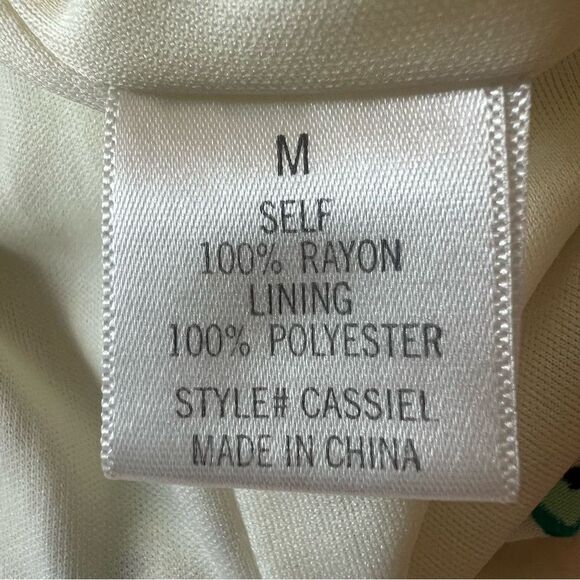 M
SELF
100% RAYON
LINING
100% POLYESTER
STYLE# CASSIEL
MADE IN CHINA